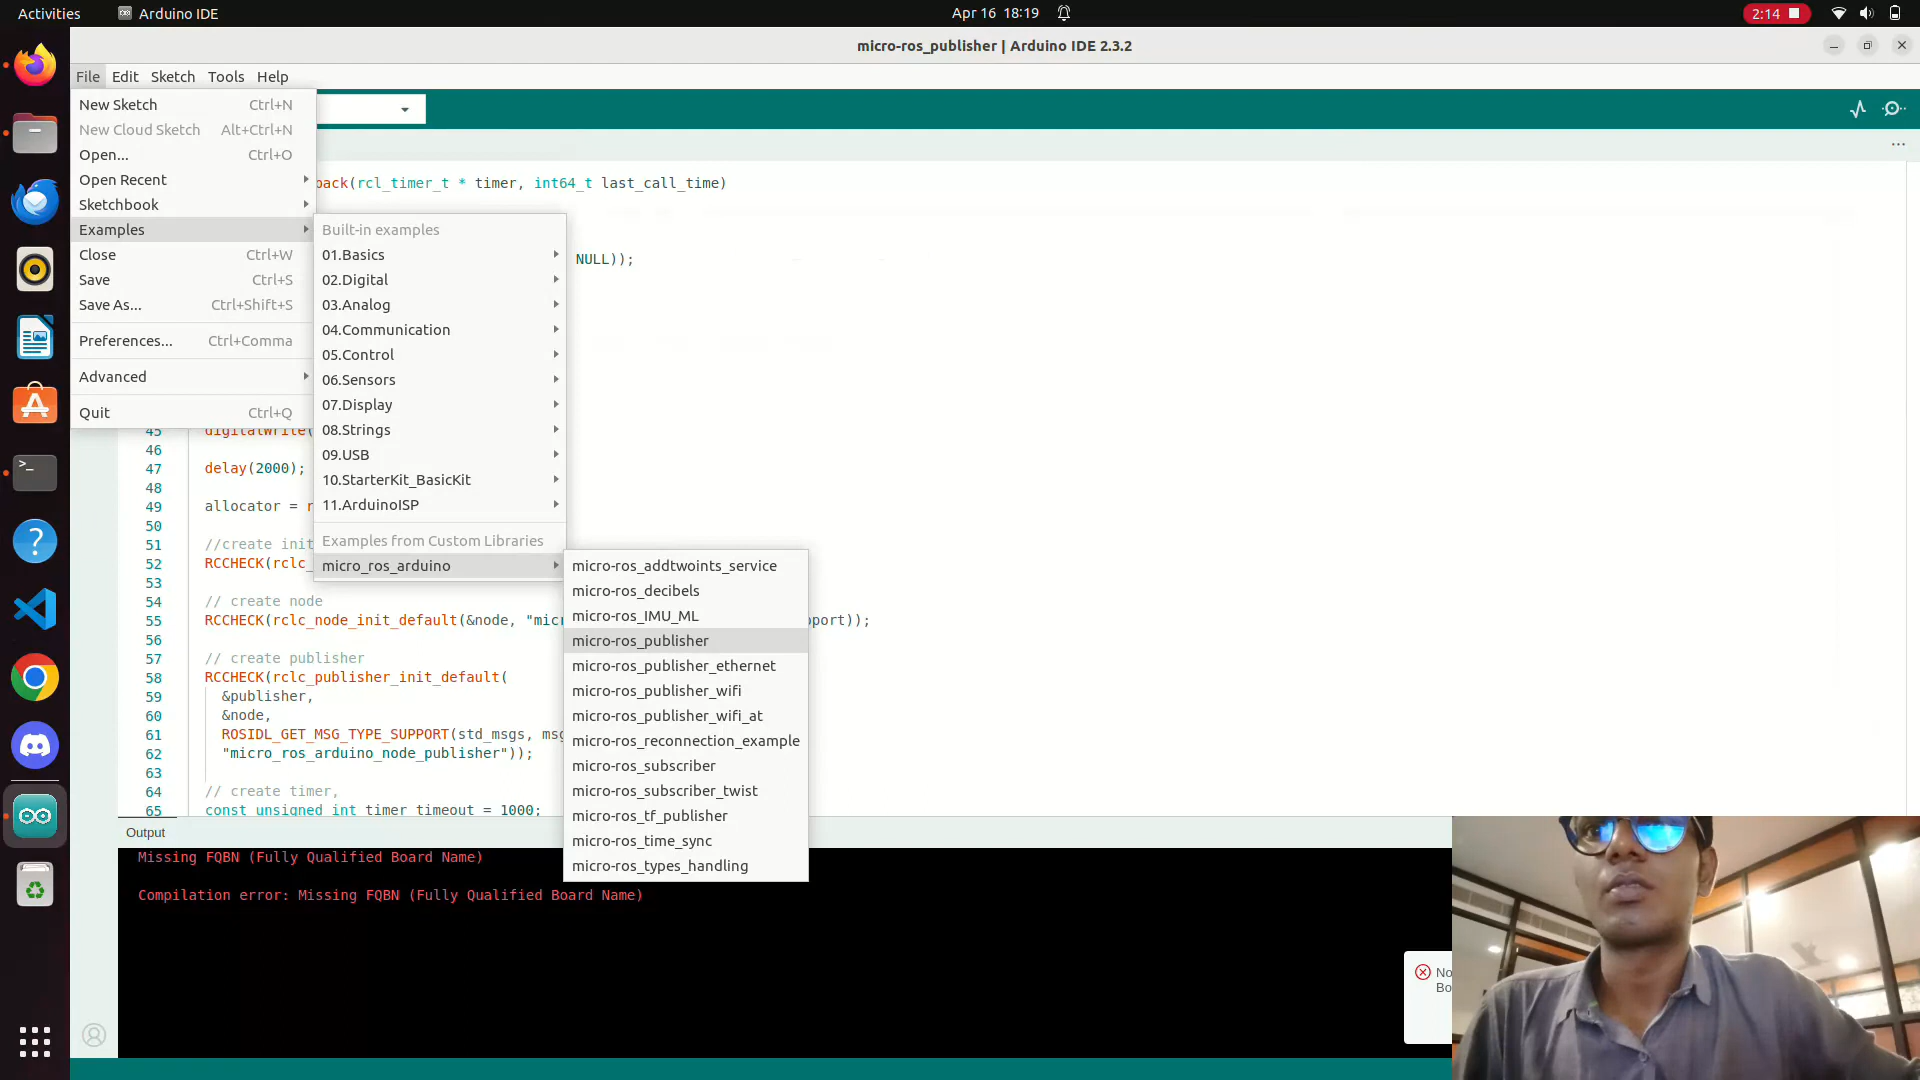 Activities
Arduino IDE
Apr 16 18:19
2:14
micro-ros_publisher | Arduino IDE 2.3.2
File Edit Sketch Tools Help
New Sketch Ctrl+N
New Cloud Sketch Alt+Ctrl+N
Open... Ctrl+O
Open Recent
Sketchbook
Examples
Close Ctrl+W
Save Ctrl+S
Save As... Ctrl+Shift+S
Preferences... Ctrl+Comma
Advanced
Quit Ctrl+Q
Built-in examples
01.Basics
02.Digital
03.Analog
04.Communication
05.Control
06.Sensors
07.Display
08.Strings
09.USB
10.StarterKit_BasicKit
11.ArduinoISP
Examples from Custom Libraries
micro_ros_arduino
micro-ros_addtwoints_service
micro-ros_decibels
micro-ros_IMU_ML
micro-ros_publisher
micro-ros_publisher_ethernet
micro-ros_publisher_wifi
micro-ros_publisher_wifi_at
micro-ros_reconnection_example
micro-ros_subscriber
micro-ros_subscriber_twist
micro-ros_tf_publisher
micro-ros_time_sync
micro-ros_types_handling
back(rcl_timer_t * timer, int64_t last_call_time)
NULL));
45 digitalWrite(
46
47 delay(2000);
48
49 allocator = r
50
51 //create init
52 RCCHECK(rclc_
53
54 // create node
55 RCCHECK(rclc_node_init_default(&node, "micr port));
56
57 // create publisher
58 RCCHECK(rclc_publisher_init_default(
59 &publisher,
60 &node,
61 ROSIDL_GET_MSG_TYPE_SUPPORT(std_msgs, msg
62 "micro_ros_arduino_node_publisher"));
63
64 // create timer,
65 const unsigned int timer_timeout = 1000;
Output
Missing FQBN (Fully Qualified Board Name)
Compilation error: Missing FQBN (Fully Qualified Board Name)
No
Bo